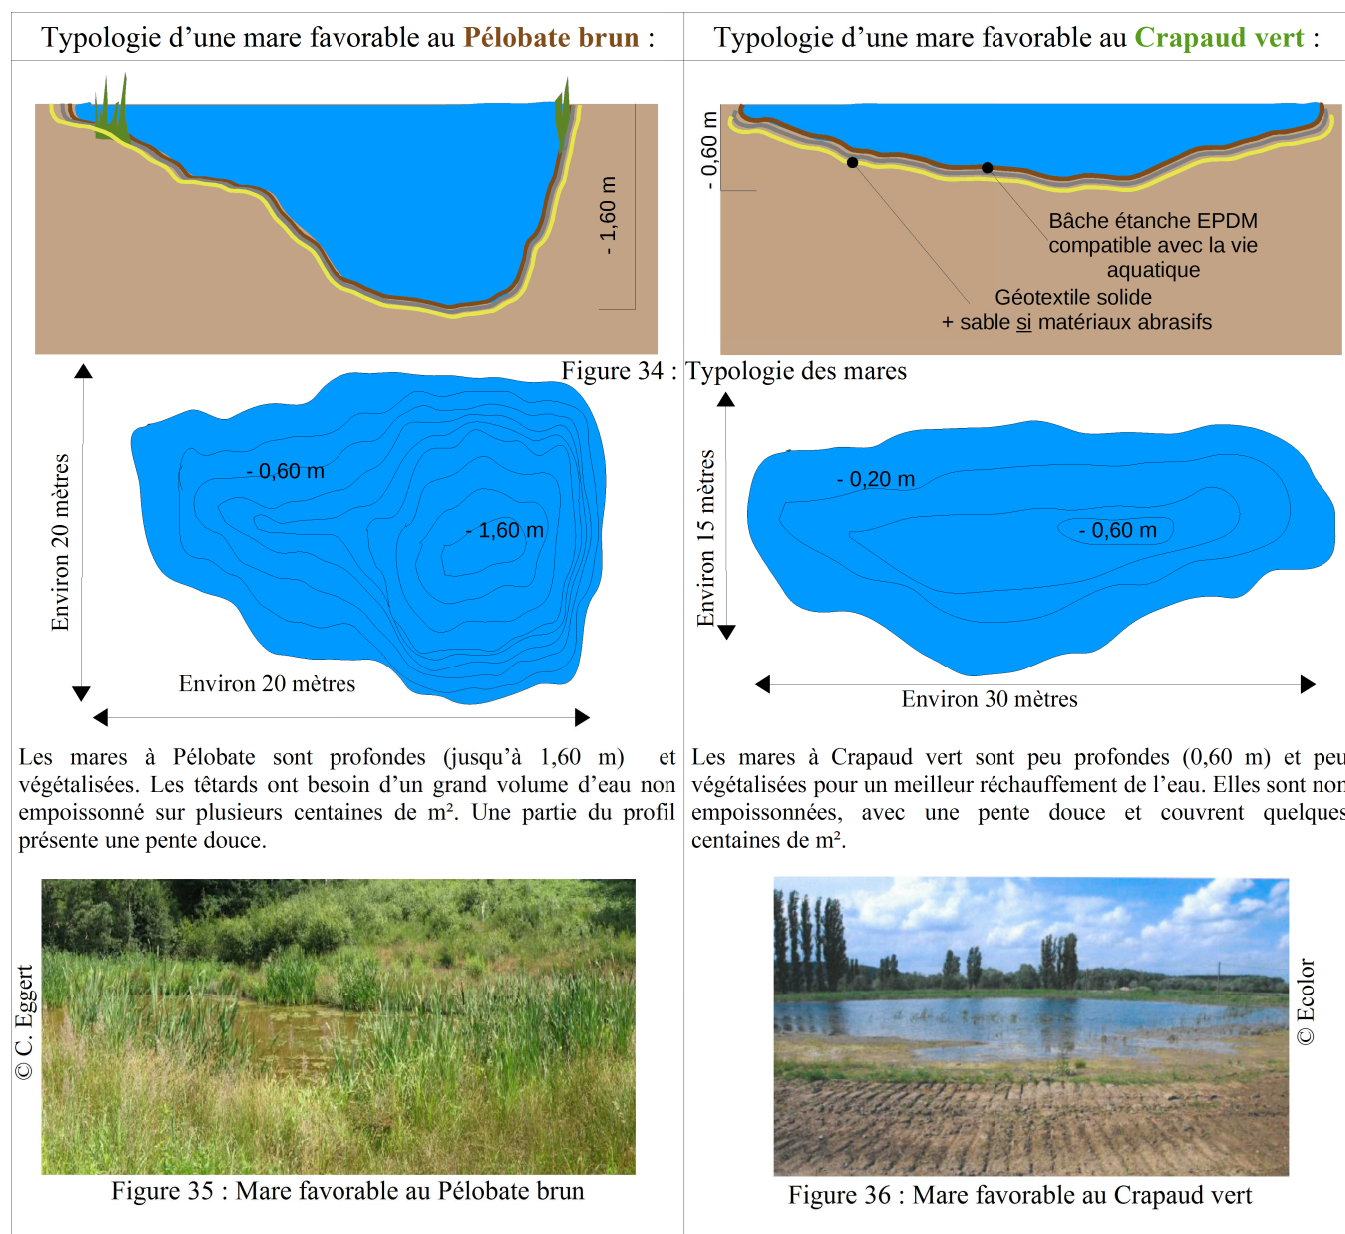 Typologie d’une mare favorable au Pélobate brun :
- 1,60 m
Typologie d’une mare favorable au Crapaud vert :
- 0,60 m
Bâche étanche EPDM
compatible avec la vie
aquatique
Géotextile solide
+ sable si matériaux abrasifs
Figure 34 : Typologie des mares
Environ 20 mètres
- 0,60 m
- 1,60 m
Environ 20 mètres
Environ 15 mètres
- 0,20 m
- 0,60 m
Environ 30 mètres
Les mares à Pélobate sont profondes (jusqu’à 1,60 m) et
végétalisées. Les têtards ont besoin d’un grand volume d’eau non
empoissonné sur plusieurs centaines de m². Une partie du profil
présente une pente douce.
© C. Eggert
Figure 35 : Mare favorable au Pélobate brun
Les mares à Crapaud vert sont peu profondes (0,60 m) et peu
végétalisées pour un meilleur réchauffement de l’eau. Elles sont non
empoissonnées, avec une pente douce et couvrent quelques
centaines de m².
© Ecolor
Figure 36 : Mare favorable au Crapaud vert